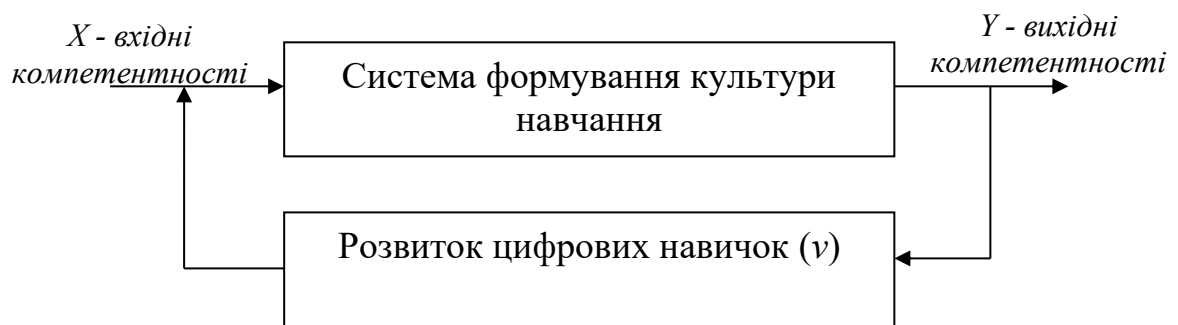 X - вхідні
компетентності
Y - вихідні
компетентності
Система формування культури
навчання
Розвиток цифрових навичок (v)